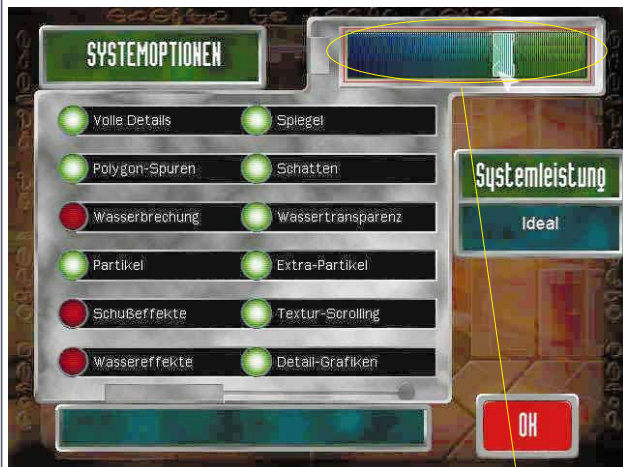 SYSTEMOPTIONEN
Volle Details
Spiegel
Polygon-Spuren
Schatten
Wasserbrechung
Wassertransparenz
Partikel
Extra-Partikel
Schußeffekte
Textur-Scrolling
Wassereffekte
Detail-Grafiken
Systemleistung
Ideal
OK